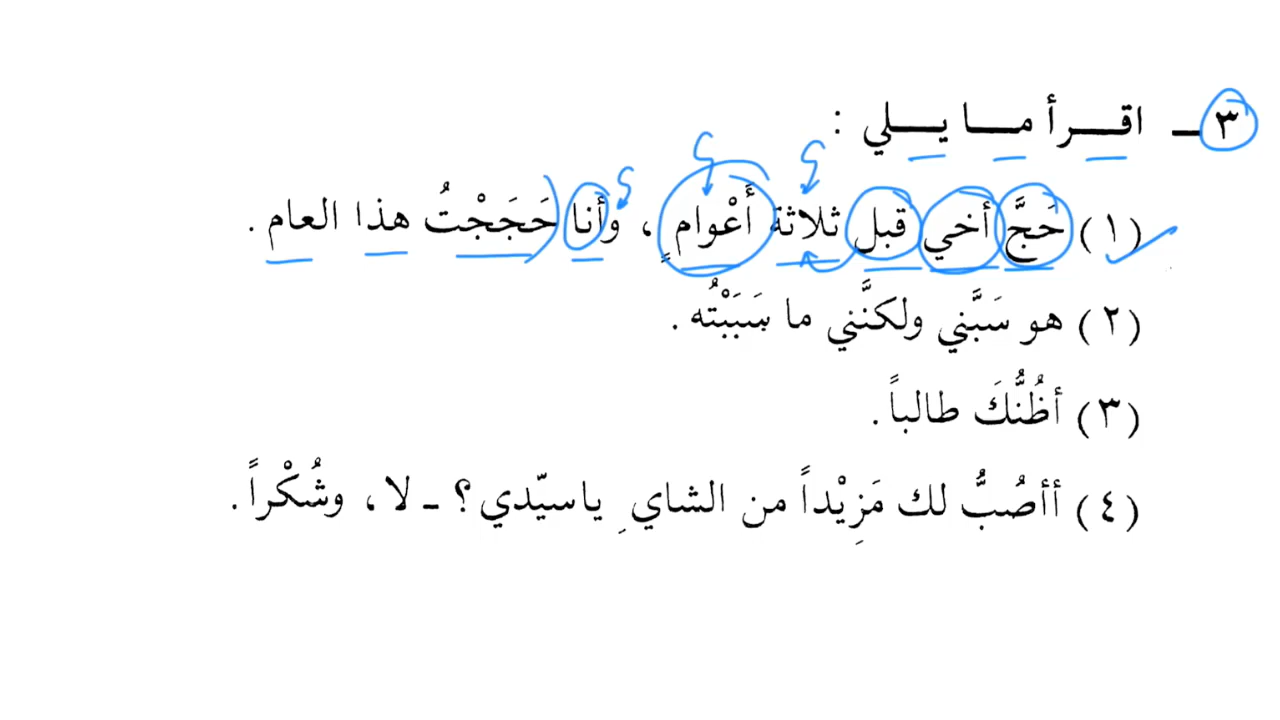 ٣ ـ اقـــرأ مـــا يـــلي :
(١) حَجَّ أخي قبل ثلاثة أَعْوامٍ ، وأنا حَجَجْتُ هذا العام .
(٢) هو سَبَّني ولكنَّني ما سَبَبْتُه .
(٣) أظُنُّكَ طالباً .
(٤) أأصُبُّ لك مَزِيْداً من الشايِ ياسيّدي ؟ ـ لا ، وشُكْراً .